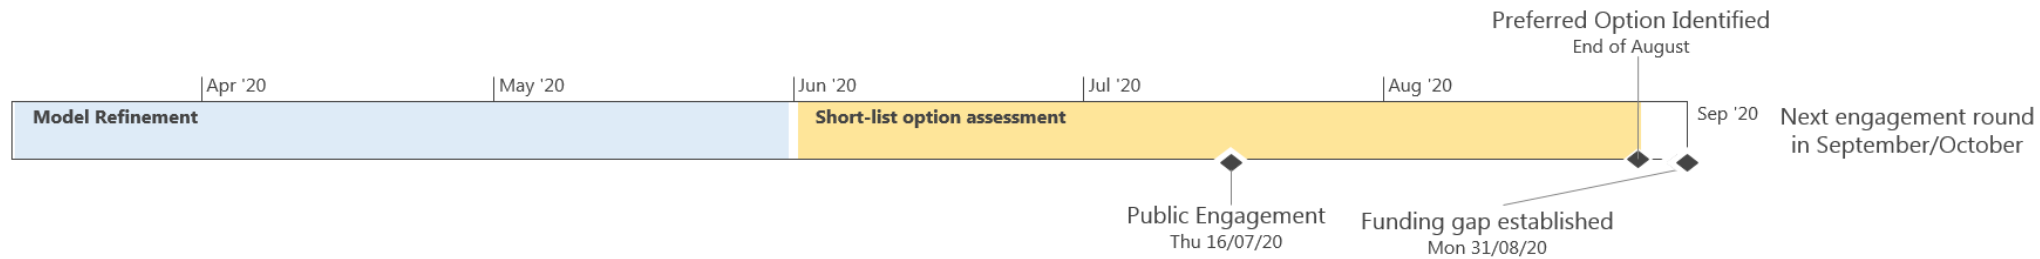 Preferred Option Identified
End of August
Apr '20
May '20
Jun '20
Jul '20
Aug '20
Model Refinement
Short-list option assessment
Sep '20
Next engagement round
in September/October
Public Engagement
Thu 16/07/20
Funding gap established
Mon 31/08/20